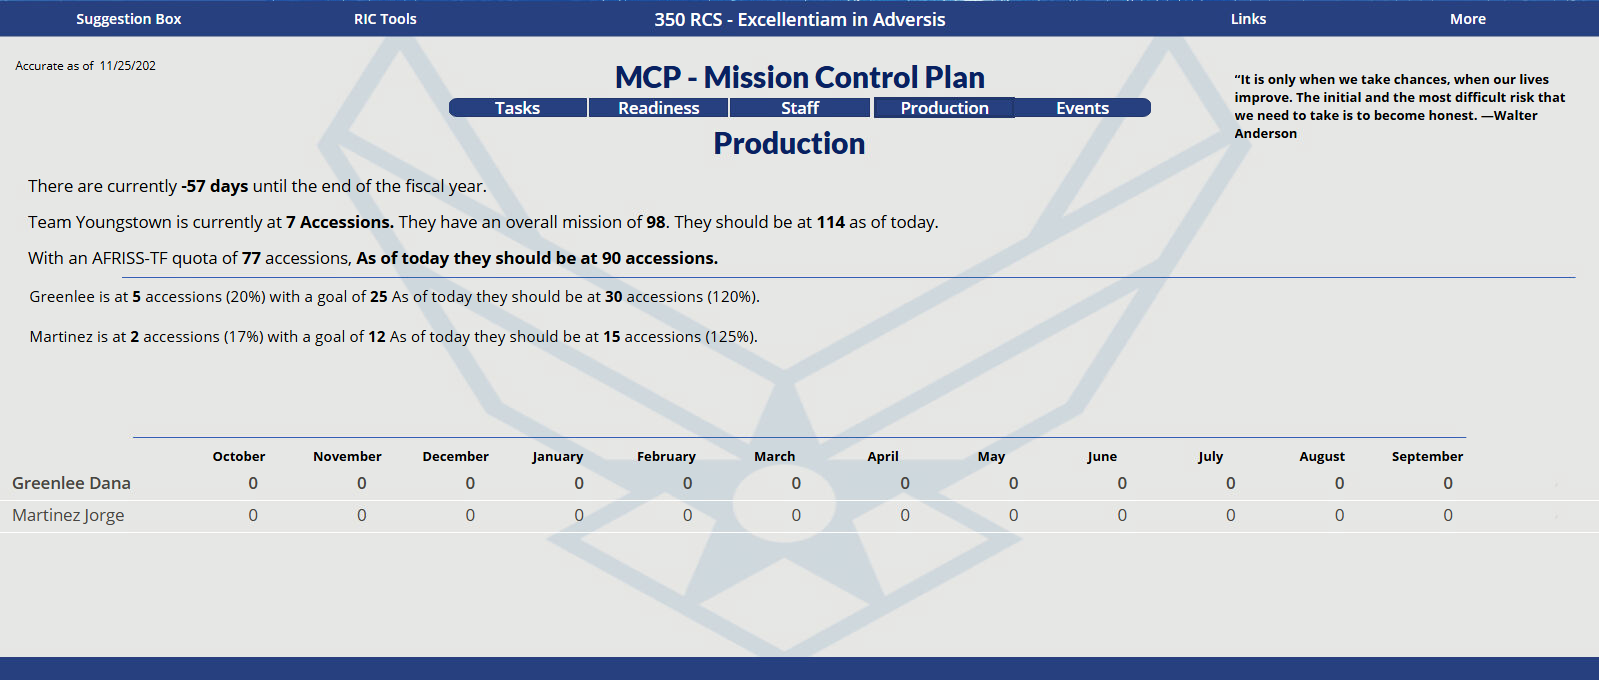 Suggestion Box RIC Tools 350 RCS - Excellentiam in Adversis Links More
Accurate as of 11/25/202
MCP - Mission Control Plan
Tasks Readiness Staff Production Events
“It is only when we take chances, when our lives
improve. The initial and the most difficult risk that
we need to take is to become honest. —Walter
Anderson
Production
There are currently -57 days until the end of the fiscal year.
Team Youngstown is currently at 7 Accessions. They have an overall mission of 98. They should be at 114 as of today.
With an AFRISS-TF quota of 77 accessions, As of today they should be at 90 accessions.
Greenlee is at 5 accessions (20%) with a goal of 25 As of today they should be at 30 accessions (120%).
Martinez is at 2 accessions (17%) with a goal of 12 As of today they should be at 15 accessions (125%).
October November December January February March April May June July August September
Greenlee Dana 0 0 0 0 0 0 0 0 0 0 0 0
Martinez Jorge 0 0 0 0 0 0 0 0 0 0 0 0